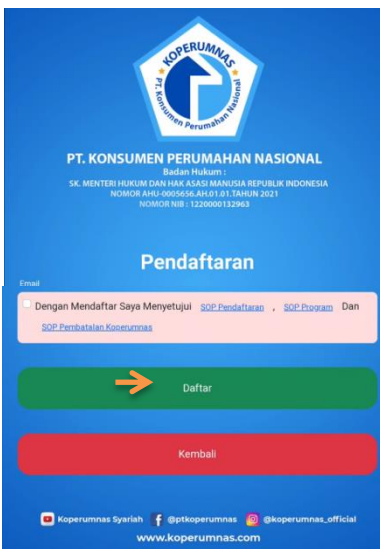 KOPERUMNAS
PT. Konsumen Perumahan Nasional
PT. KONSUMEN PERUMAHAN NASIONAL
Badan Hukum :
SK. MENTERI HUKUM DAN HAK ASASI MANUSIA REPUBLIK INDONESIA
NOMOR AHU-0005656.AH.01.01.TAHUN 2021
NOMOR NIB : 1220000132963
Pendaftaran
Email
Dengan Mendaftar Saya Menyetujui SOP Pendaftaran , SOP Program Dan
SOP Pembatalan Koperumnas
Daftar
Kembali
Koperumnas Syariah @ptkoperumnas @koperumnas_official
www.koperumnas.com